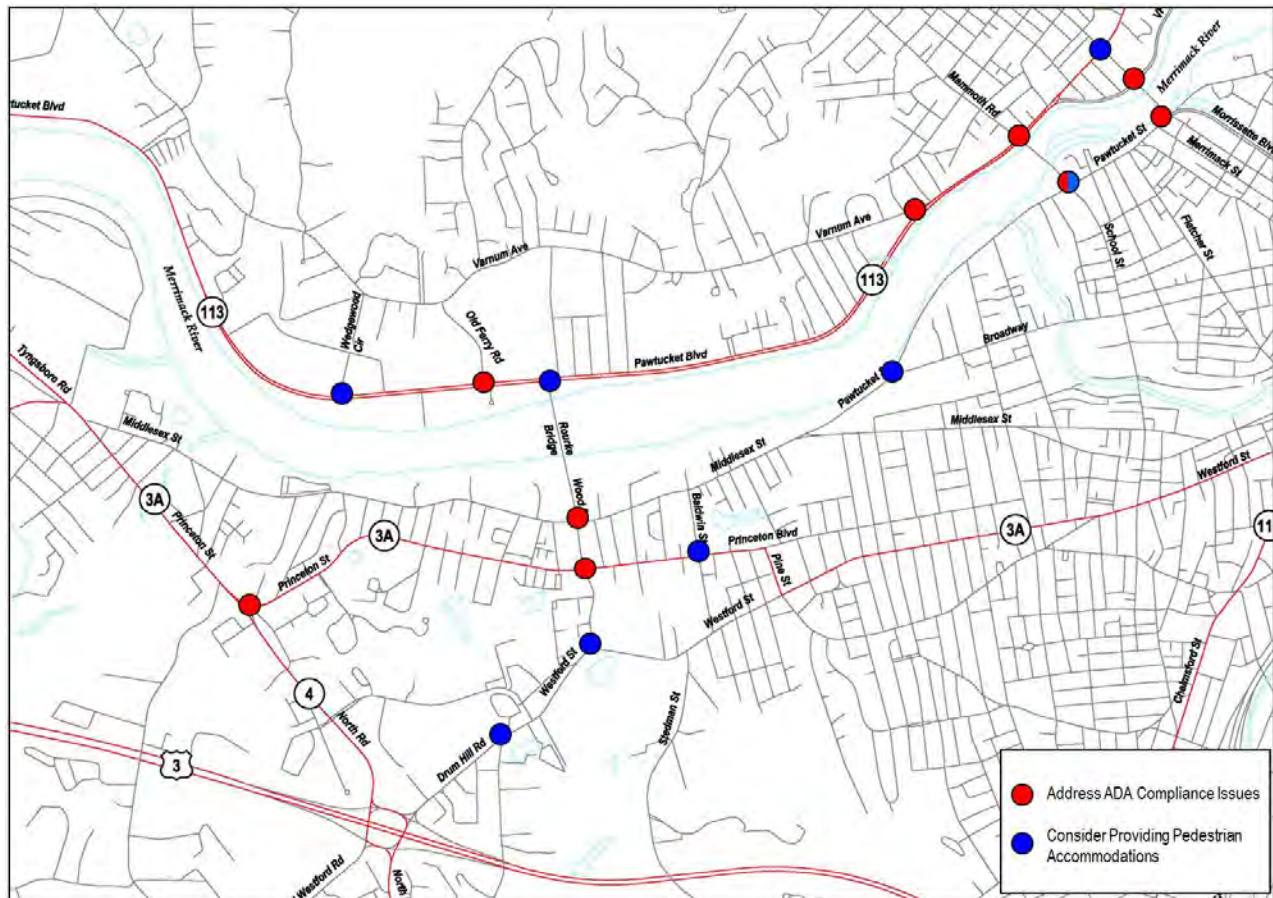 rtucket Blvd
Merrimack River
Mammoth Rd
Morrissette Blv
Pawtucket St
Merrimack St
Varnum Ave
Varnum Ave
School St
Fletcher St
113
Merrimack River
113
Wedgewood
Cir
Old Ferry Rd
Pawtucket Blvd
Broadway
Tyngsboro Rd
Pawtucket S
Rourke
Bridge
Middlesex St
Middlesex St
Middlesex St
Westford St
Wood
Baldwin St
3A
3A
3A
11
Princeton St
Princeton Blvd
Princeton St
Pine St
Westford St
Westford St
Chelmsford St
4
North Rd
Stedman St
3
Drum Hill Rd
Westford Rd
North
Address ADA Compliance Issues
Consider Providing Pedestrian
Accommodations